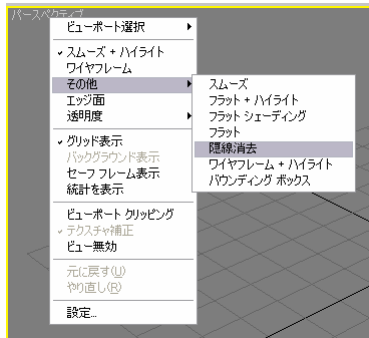 パースペクティブ
ビューポート選択
スムーズ + ハイライト
ワイヤフレーム
その他
エッジ面
透明度
グリッド表示
バックグラウンド表示
セーフ フレーム表示
統計を表示
ビューポート クリッピング
テクスチャ補正
ビュー無効
元に戻す(U)
やり直し(R)
設定...
スムーズ
フラット + ハイライト
フラット シェーディング
フラット
隠線消去
ワイヤフレーム + ハイライト
バウンディング ボックス